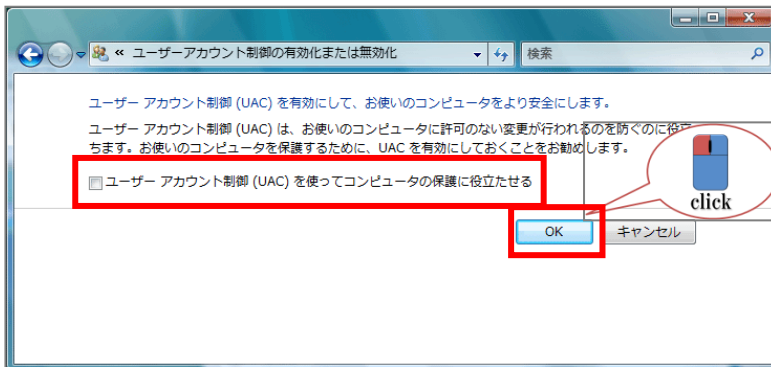 « ユーザーアカウント制御の有効化または無効化
検索
ユーザー アカウント制御 (UAC) を有効にして、お使いのコンピュータをより安全にします。
ユーザー アカウント制御 (UAC) は、お使いのコンピュータに許可のない変更が行われるのを防ぐのに役立
ちます。お使いのコンピュータを保護するために、UAC を有効にしておくことをお勧めします。
ユーザー アカウント制御 (UAC) を使ってコンピュータの保護に役立たせる
click
OK
キャンセル